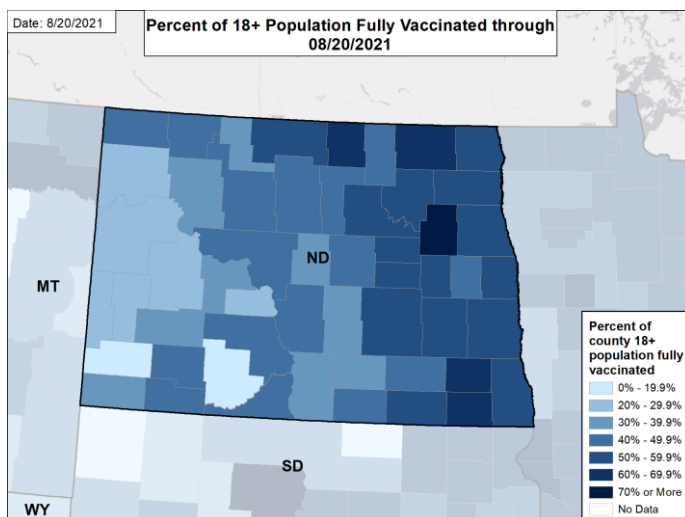 Date: 8/20/2021
Percent of 18+ Population Fully Vaccinated through
08/20/2021
ND
MT
SD
WY
Percent of
county 18+
population fully
vaccinated
0% - 19.9%
20% - 29.9%
30% - 39.9%
40% - 49.9%
50% - 59.9%
60% - 69.9%
70% or More
No Data